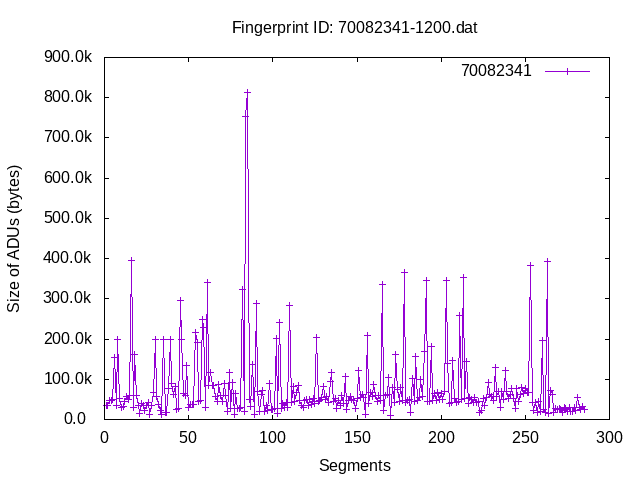 Fingerprint ID: 70082341-1200.dat
900.0k
70082341
800.0k
700.0k
600.0k
500.0k
400.0k
300.0k
200.0k
100.0k
0.0
Size of ADUs (bytes)
0 50 100 150 200 250 300
Segments